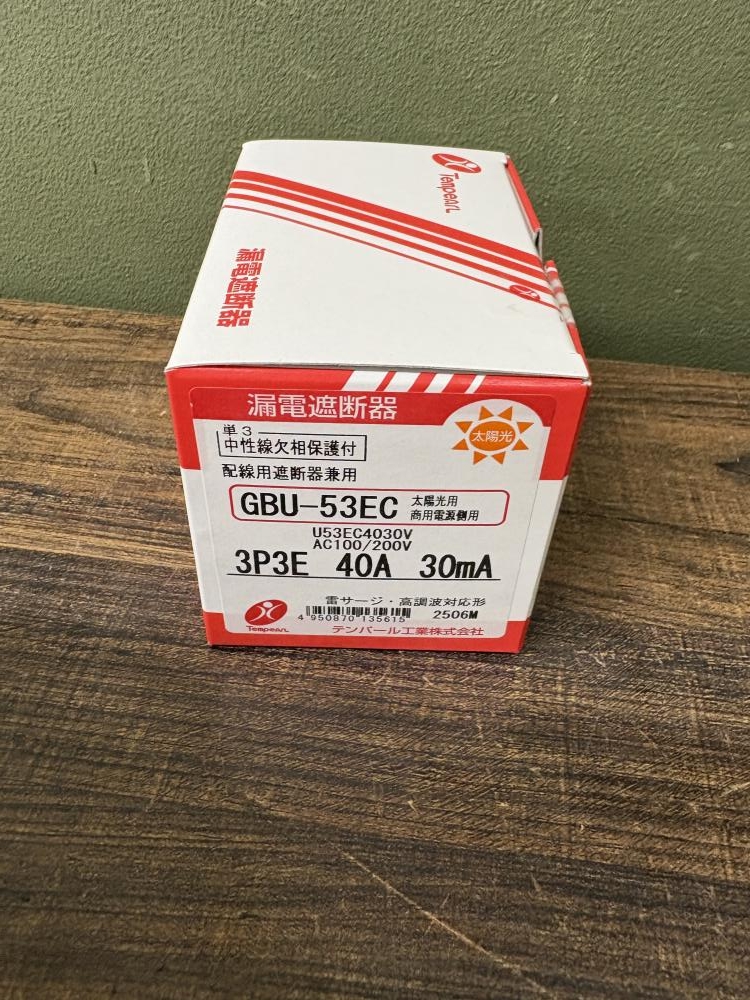 Tempearl
漏電遮断器
漏電遮断器
太陽光
単3
中性線欠相保護付
配線用遮断器兼用
GBU-53EC
太陽光用
商用電源側用
U53EC4030V
AC100/200V
3P3E 40A 30mA
雷サージ・高調波対応形
4 950870 135615
2506M
Tempearl
テンパール工業株式会社